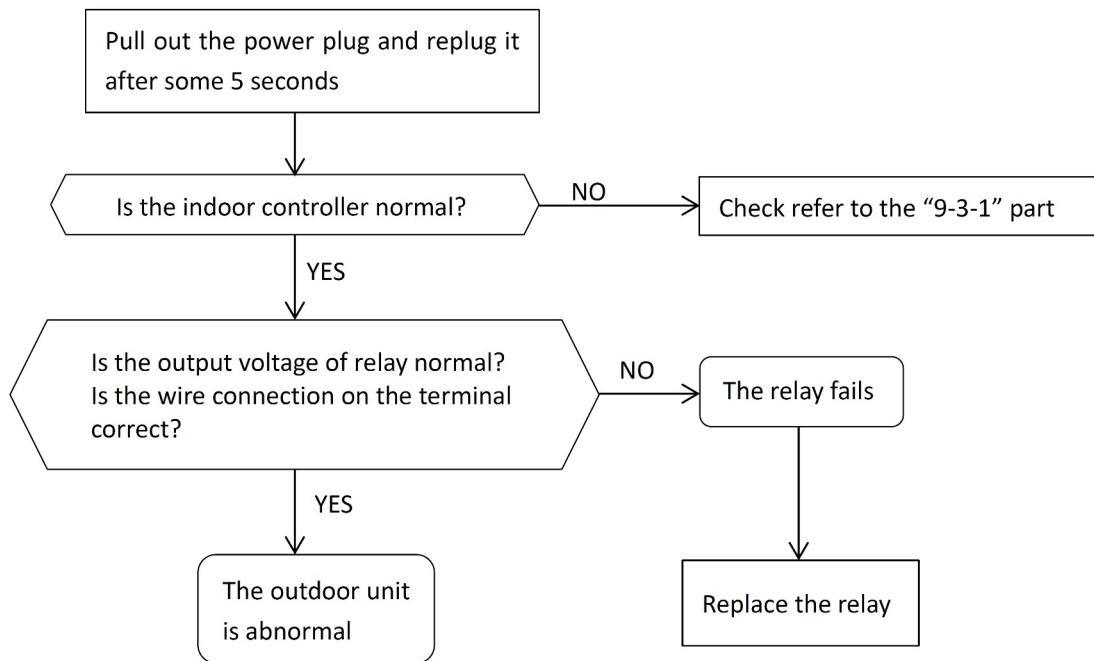 Pull out the power plug and replug it
after some 5 seconds
Is the indoor controller normal?
NO
Check refer to the “9-3-1” part
YES
Is the output voltage of relay normal?
Is the wire connection on the terminal
correct?
NO
The relay fails
YES
The outdoor unit
is abnormal
Replace the relay